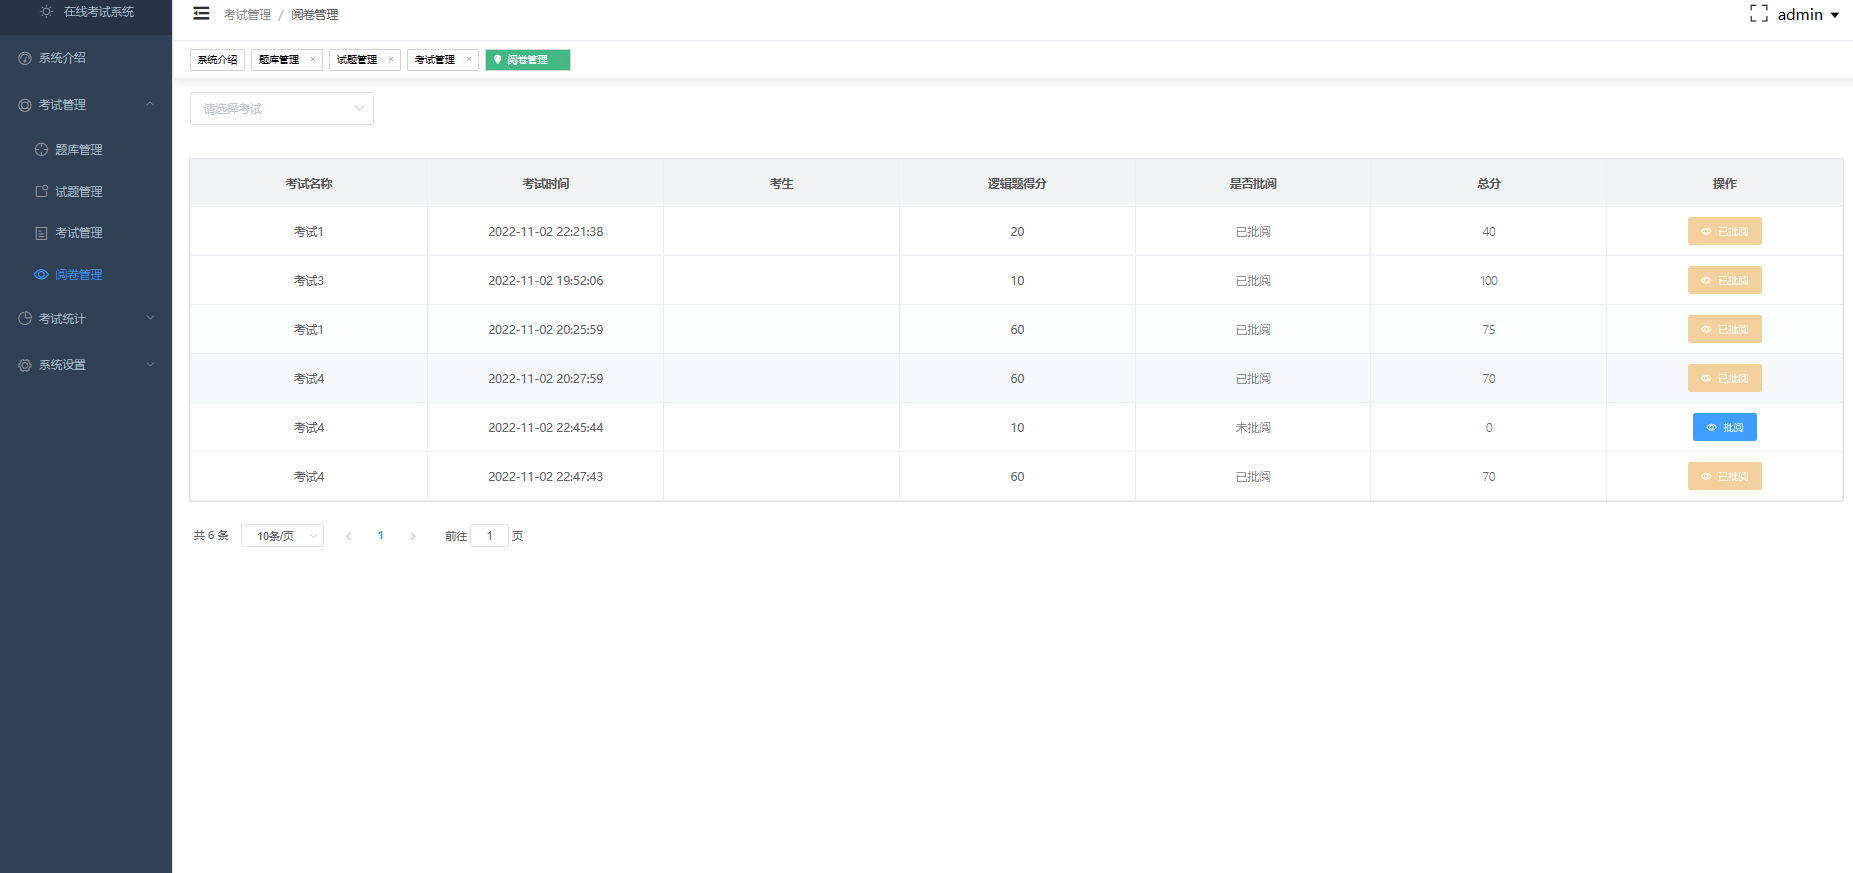 在线考试系统
系统介绍
考试管理
题库管理
试题管理
考试管理
阅卷管理
考试统计
系统设置
考试管理 / 阅卷管理
admin
系统介绍 题库管理 × 试题管理 × 考试管理 × 阅卷管理
请选择考试
考试名称 考试时间 考生 逻辑题得分 是否批阅 总分 操作
考试1 2022-11-02 22:21:38 20 已批阅 40 已批阅
考试3 2022-11-02 19:52:06 10 已批阅 100 已批阅
考试1 2022-11-02 20:25:59 60 已批阅 75 已批阅
考试4 2022-11-02 20:27:59 60 已批阅 70 已批阅
考试4 2022-11-02 22:45:44 10 未批阅 0 批阅
考试4 2022-11-02 22:47:43 60 已批阅 70 已批阅
共 6 条 10条/页 1 前往 1 页